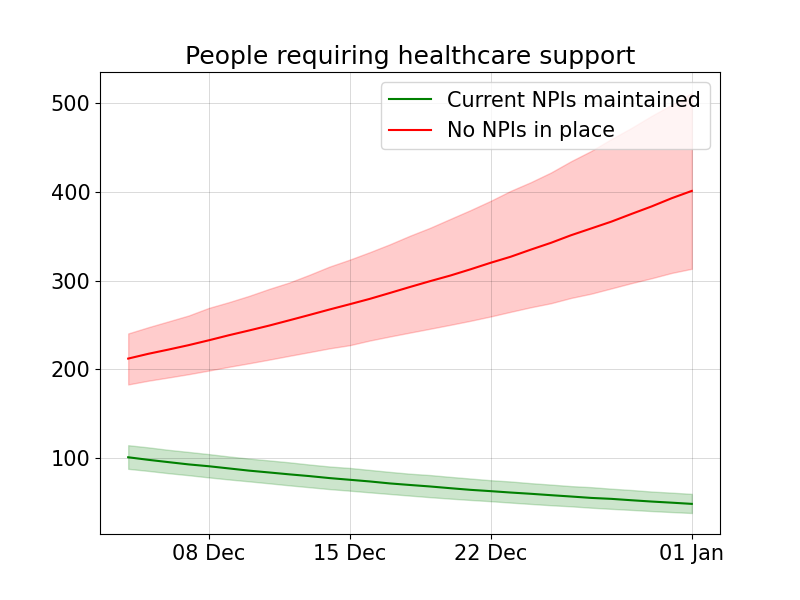 People requiring healthcare support
Current NPIs maintained
No NPIs in place
500
400
300
200
100
08 Dec
15 Dec
22 Dec
01 Jan